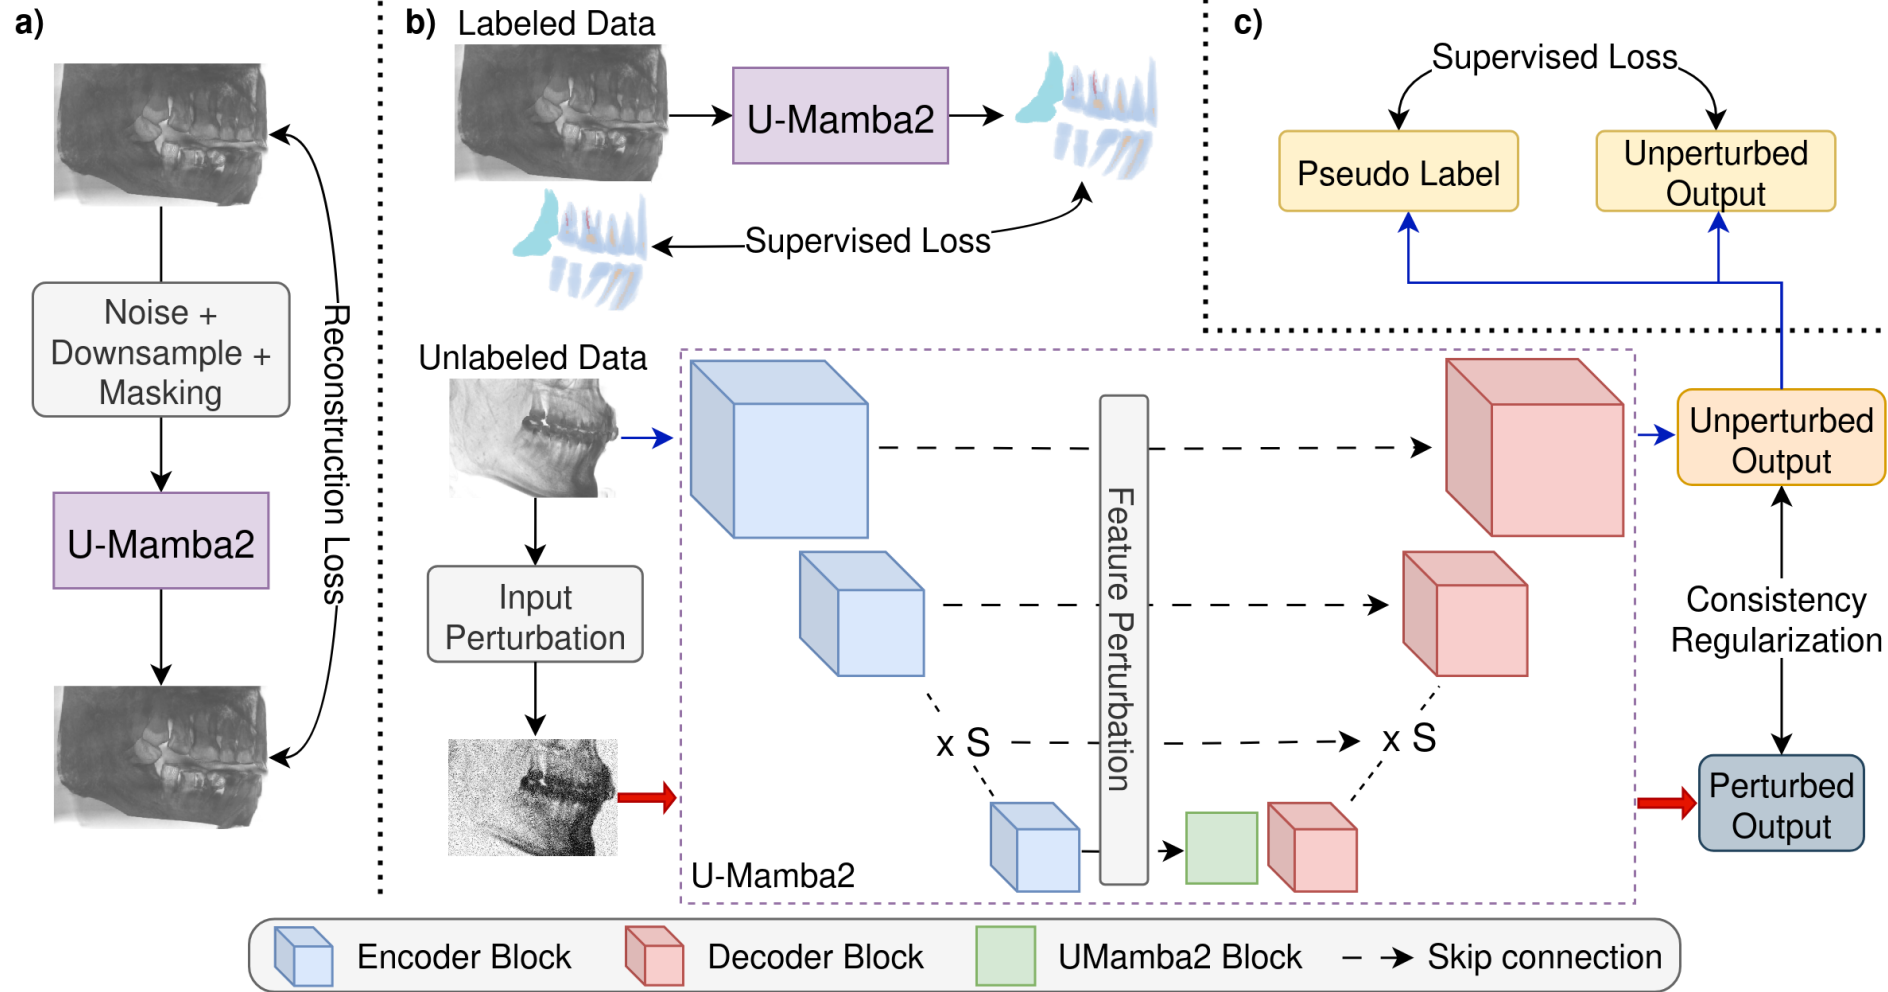 a)
Noise +
Downsample +
Masking
U-Mamba2
Reconstruction Loss
b)
Labeled Data
U-Mamba2
Supervised Loss
Unlabeled Data
Input
Perturbation
Feature Perturbation
x S
x S
U-Mamba2
c)
Supervised Loss
Pseudo Label
Unperturbed
Output
Unperturbed
Output
Consistency
Regularization
Perturbed
Output
Encoder Block
Decoder Block
UMamba2 Block
Skip connection